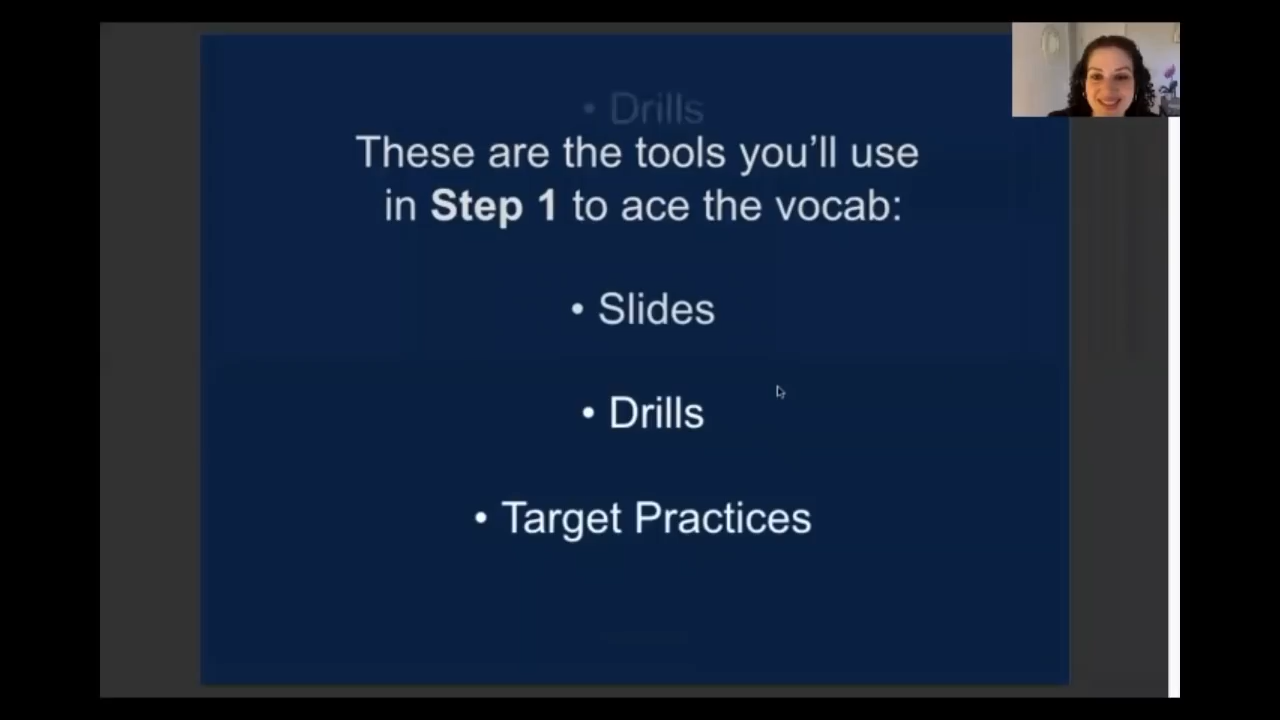 • Drills
These are the tools you'll use
in Step 1 to ace the vocab:
• Slides
• Drills
• Target Practices